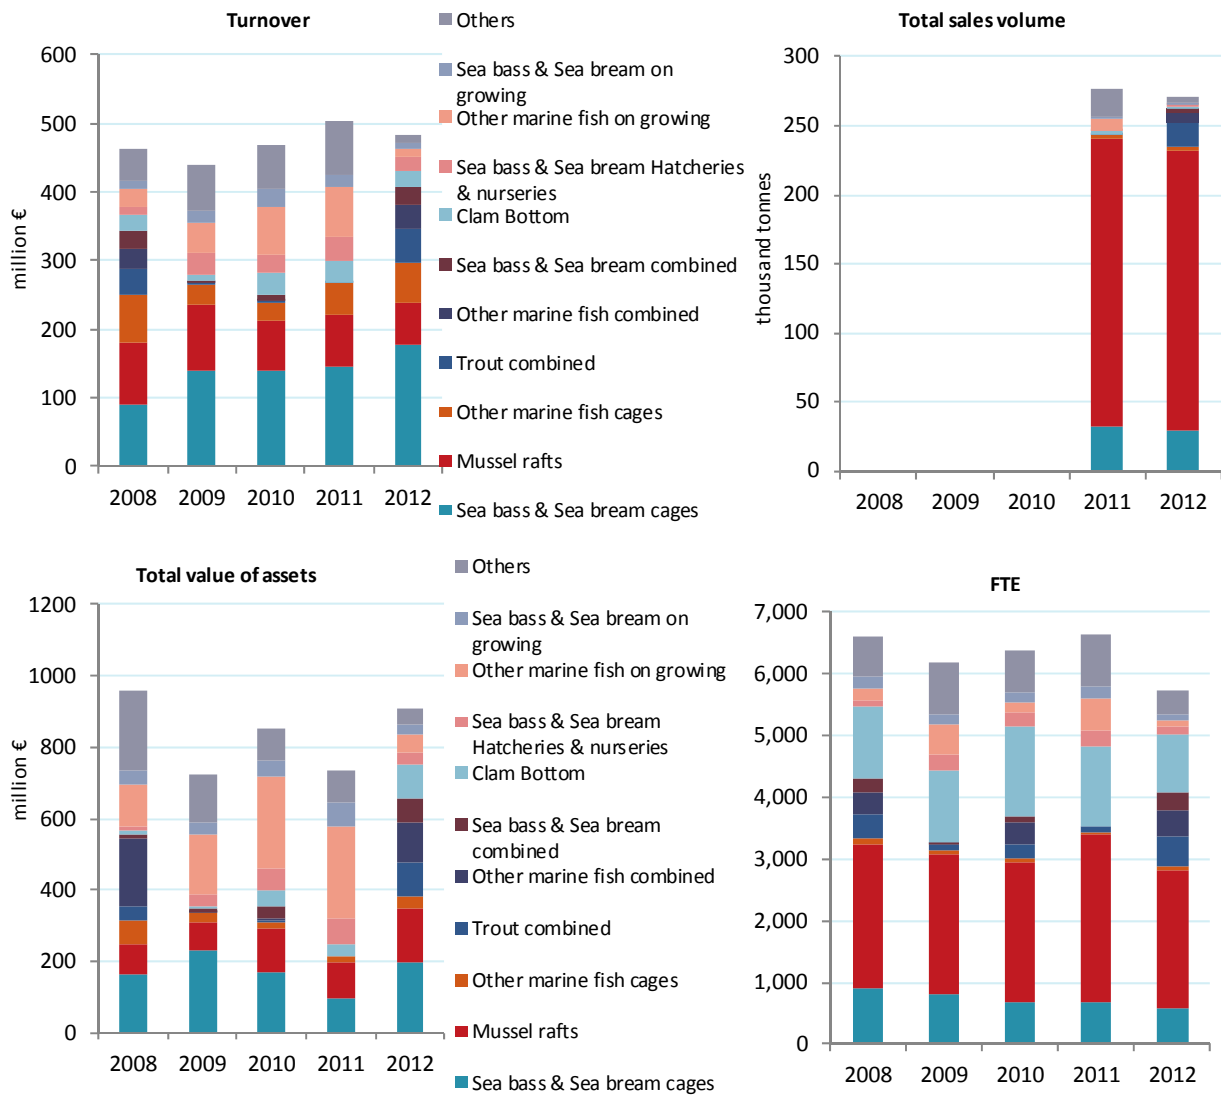 Turnover
600
500
400
300
200
100
0
million €
2008 2009 2010 2011 2012
Others
Sea bass & Sea bream on
growing
Other marine fish on growing
Sea bass & Sea bream Hatcheries
& nurseries
Clam Bottom
Sea bass & Sea bream combined
Other marine fish combined
Trout combined
Other marine fish cages
Mussel rafts
Sea bass & Sea bream cages
Total sales volume
300
250
200
150
100
50
0
thousand tonnes
2008 2009 2010 2011 2012
Total value of assets
1200
1000
800
600
400
200
0
million €
2008 2009 2010 2011 2012
Others
Sea bass & Sea bream on
growing
Other marine fish on growing
Sea bass & Sea bream
Hatcheries & nurseries
Clam Bottom
Sea bass & Sea bream
combined
Other marine fish combined
Trout combined
Other marine fish cages
Mussel rafts
Sea bass & Sea bream cages
FTE
7,000
6,000
5,000
4,000
3,000
2,000
1,000
0
2008 2009 2010 2011 2012